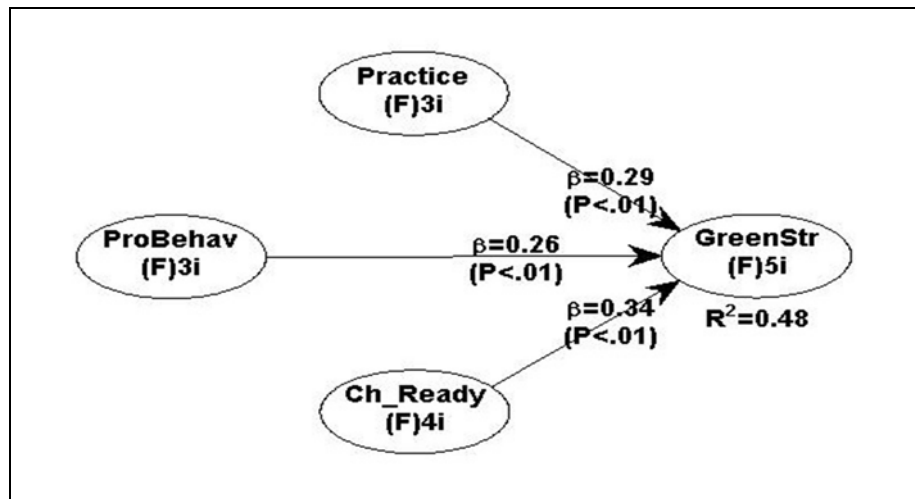 Practice
(F)3i
β=0.29
(P<.01)
ProBehav
(F)3i
β=0.26
(P<.01)
GreenStr
(F)5i
R²=0.48
β=0.34
(P<.01)
Ch_Ready
(F)4i